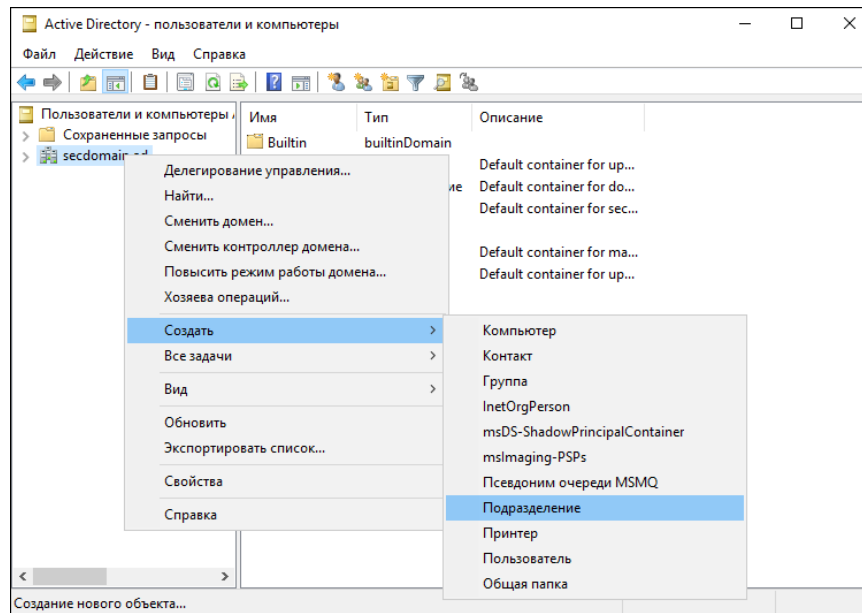 Active Directory - пользователи и компьютеры
Файл Действие Вид Справка
Пользователи и компьютеры
Сохраненные запросы
secdomain.ad
Имя Тип Описание
Builtin builtinDomain
Default container for up...
ие Default container for do...
Default container for sec...
Default container for ma...
Default container for up...
Делегирование управления...
Найти...
Сменить домен...
Сменить контроллер домена...
Повысить режим работы домена...
Хозяева операций...
Создать
Все задачи
Вид
Обновить
Экспортировать список...
Свойства
Справка
Компьютер
Контакт
Группа
InetOrgPerson
msDS-ShadowPrincipalContainer
msImaging-PSPs
Псевдоним очереди MSMQ
Подразделение
Принтер
Пользователь
Общая папка
Создание нового объекта...